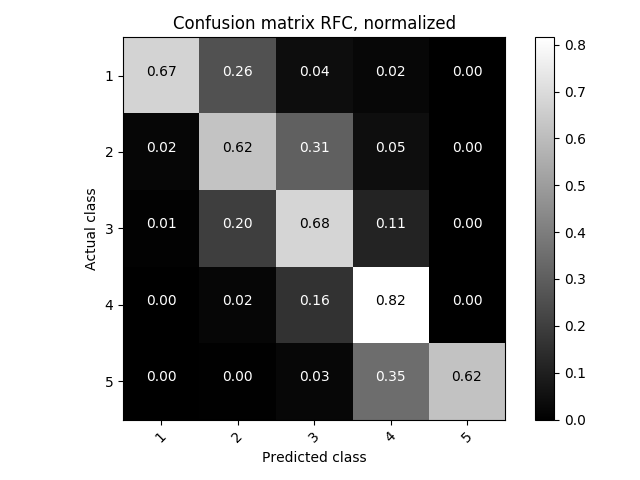 Confusion matrix RFC, normalized
1 0.67 0.26 0.04 0.02 0.00
2 0.02 0.62 0.31 0.05 0.00
3 0.01 0.20 0.68 0.11 0.00
4 0.00 0.02 0.16 0.82 0.00
5 0.00 0.00 0.03 0.35 0.62
1 2 3 4 5
Predicted class
Actual class
0.8
0.7
0.6
0.5
0.4
0.3
0.2
0.1
0.0